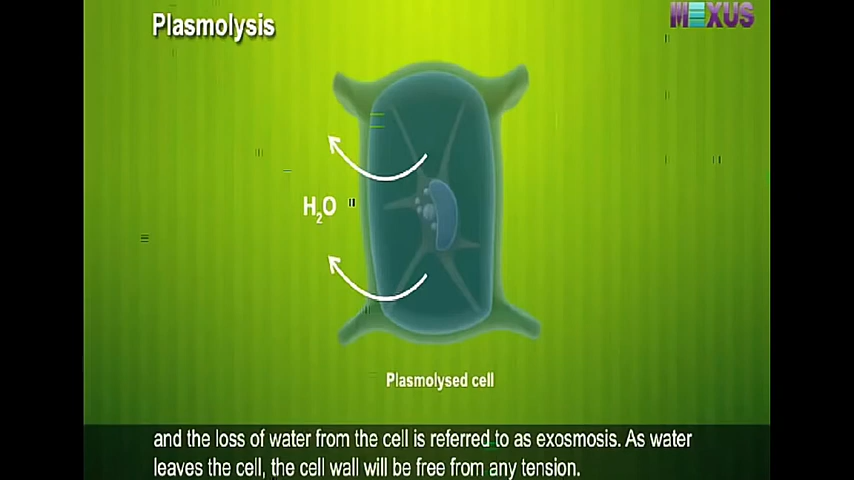 Plasmolysis
MEXUS
H₂O
Plasmolysed cell
and the loss of water from the cell is referred to as exosmosis. As water
leaves the cell, the cell wall will be free from any tension.